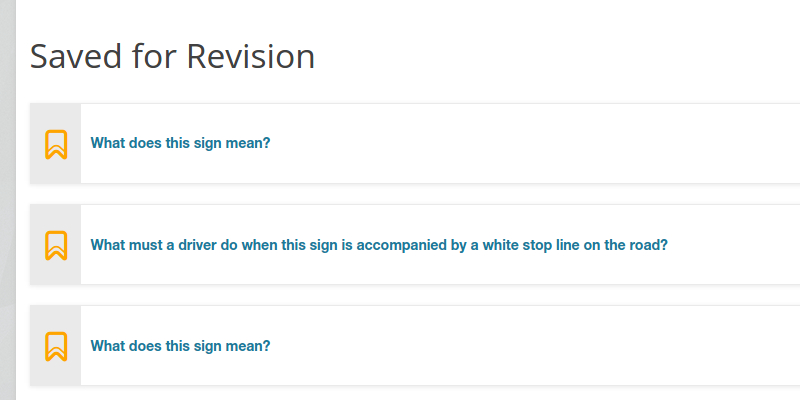 Saved for Revision
What does this sign mean?
What must a driver do when this sign is accompanied by a white stop line on the road?
What does this sign mean?